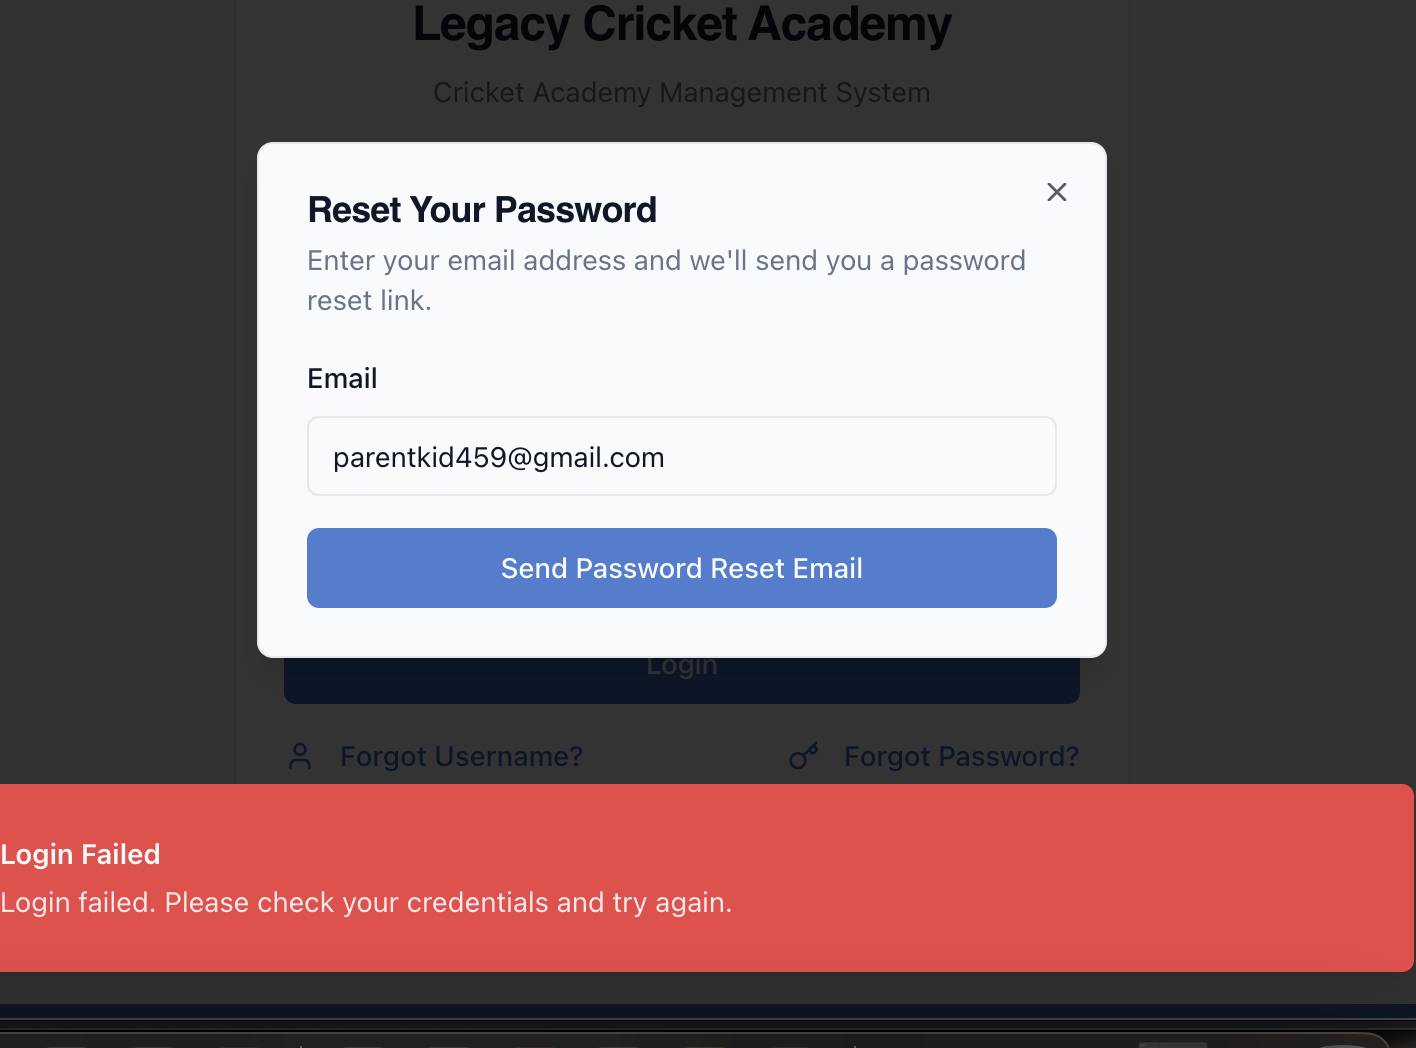 Legacy Cricket Academy
Cricket Academy Management System
Reset Your Password
Enter your email address and we'll send you a password
reset link.
Email
parentkid459@gmail.com
Send Password Reset Email
Login
Forgot Username?
Forgot Password?
Login Failed
Login failed. Please check your credentials and try again.